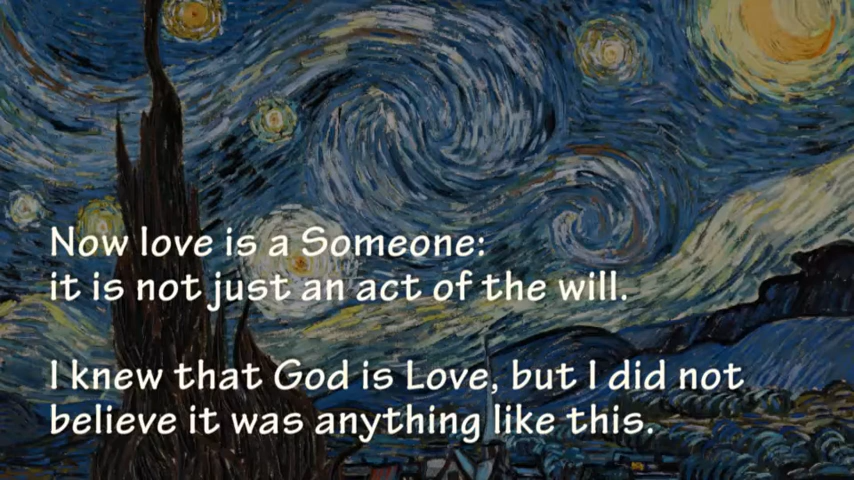 Now love is a Someone:
it is not just an act of the will.
I knew that God is Love, but I did not
believe it was anything like this.